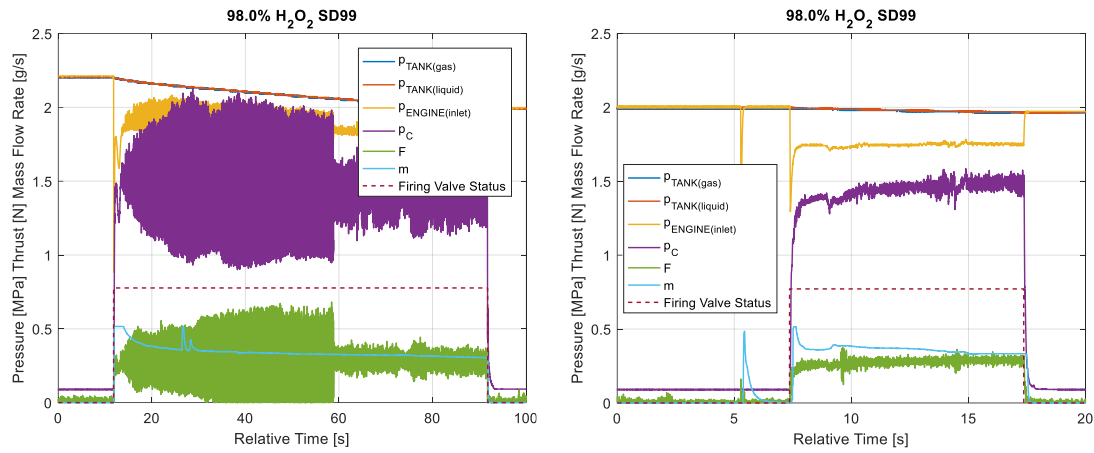 98.0% H2O2 SD99
Pressure [MPa] Thrust [N] Mass Flow Rate [g/s]
2.5
2
1.5
1
0.5
0
0 20 40 60 80 100
Relative Time [s]
pTANK(gas)
pTANK(liquid)
pENGINE(inlet)
pC
F
m
Firing Valve Status
98.0% H2O2 SD99
Pressure [MPa] Thrust [N] Mass Flow Rate [g/s]
2.5
2
1.5
1
0.5
0
0 5 10 15 20
Relative Time [s]
pTANK(gas)
pTANK(liquid)
pENGINE(inlet)
pC
F
m
Firing Valve Status